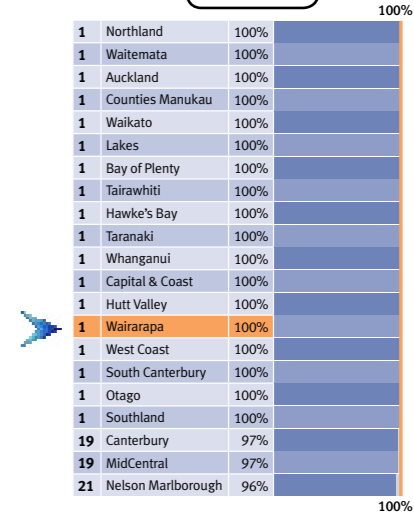 100%
1 Northland 100%
1 Waitemata 100%
1 Auckland 100%
1 Counties Manukau 100%
1 Waikato 100%
1 Lakes 100%
1 Bay of Plenty 100%
1 Tairawhiti 100%
1 Hawke's Bay 100%
1 Taranaki 100%
1 Whanganui 100%
1 Capital & Coast 100%
1 Hutt Valley 100%
1 Wairarapa 100%
1 West Coast 100%
1 South Canterbury 100%
1 Otago 100%
1 Southland 100%
19 Canterbury 97%
19 MidCentral 97%
21 Nelson Marlborough 96%
100%